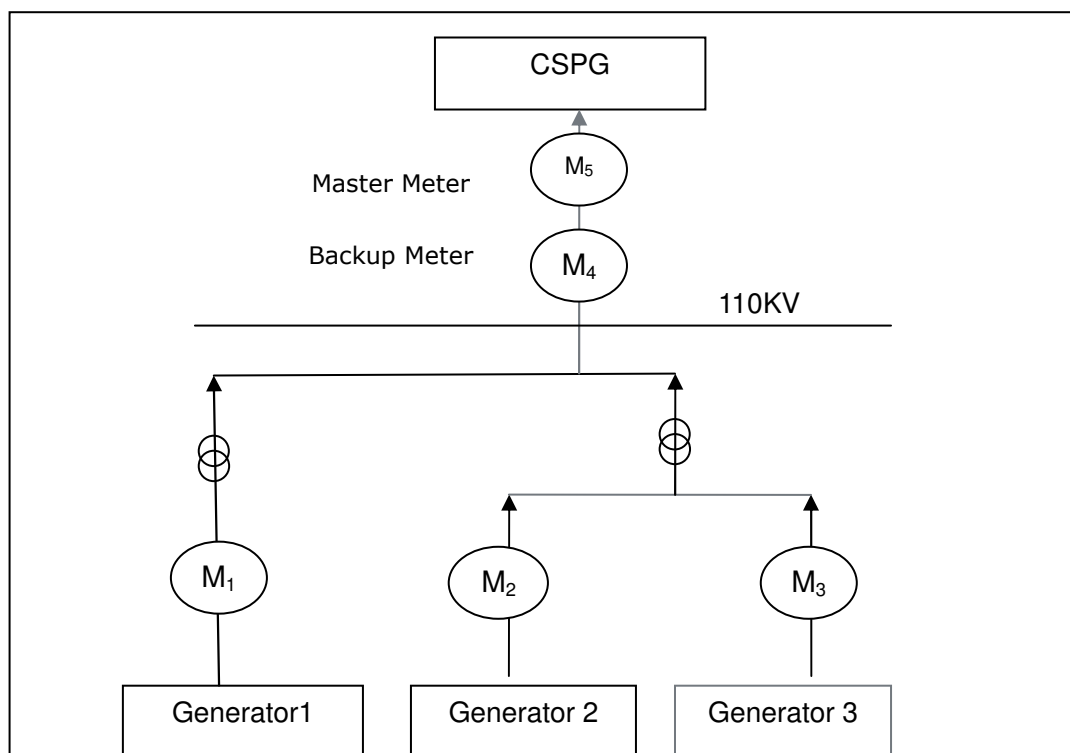 CSPG
M₅
Master Meter
Backup Meter
M₄
110KV
M₁
M₂
M₃
Generator1
Generator 2
Generator 3